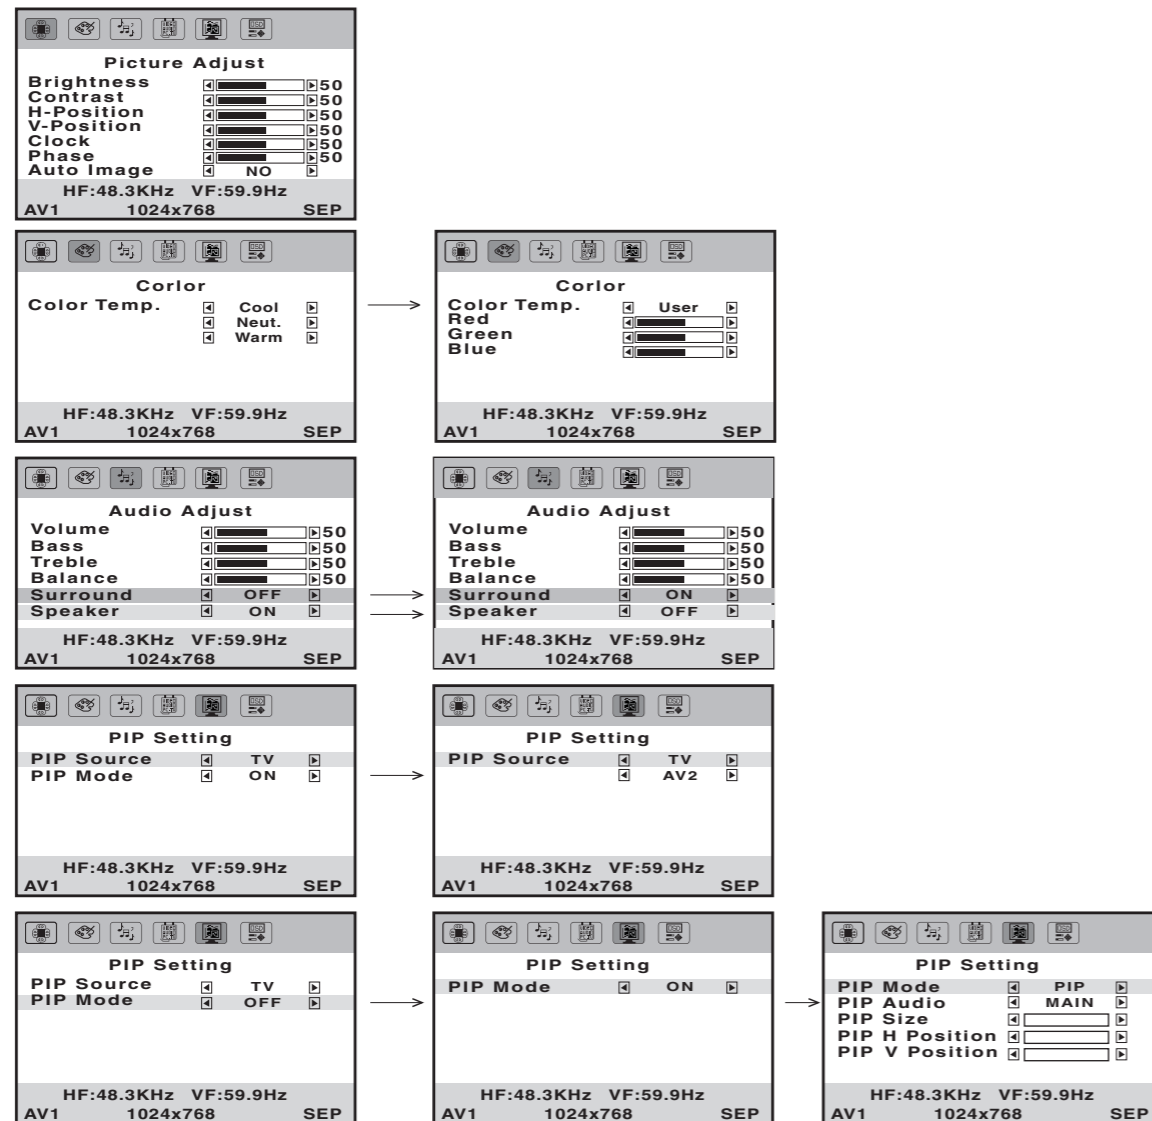 Picture Adjust
Brightness 50
Contrast 50
H-Position 50
V-Position 50
Clock 50
Phase 50
Auto Image NO
HF:48.3KHz VF:59.9Hz
AV1 1024x768 SEP
Corlor
Color Temp. Cool
Neut.
Warm
HF:48.3KHz VF:59.9Hz
AV1 1024x768 SEP
Corlor
Color Temp. User
Red
Green
Blue
HF:48.3KHz VF:59.9Hz
AV1 1024x768 SEP
Audio Adjust
Volume 50
Bass 50
Treble 50
Balance 50
Surround OFF
Speaker ON
HF:48.3KHz VF:59.9Hz
AV1 1024x768 SEP
Audio Adjust
Volume 50
Bass 50
Treble 50
Balance 50
Surround ON
Speaker OFF
HF:48.3KHz VF:59.9Hz
AV1 1024x768 SEP
PIP Setting
PIP Source TV
PIP Mode ON
HF:48.3KHz VF:59.9Hz
AV1 1024x768 SEP
PIP Setting
PIP Source TV
AV2
HF:48.3KHz VF:59.9Hz
AV1 1024x768 SEP
PIP Setting
PIP Source TV
PIP Mode OFF
HF:48.3KHz VF:59.9Hz
AV1 1024x768 SEP
PIP Setting
PIP Mode ON
HF:48.3KHz VF:59.9Hz
AV1 1024x768 SEP
PIP Setting
PIP Mode PIP
PIP Audio MAIN
PIP Size
PIP H Position
PIP V Position
HF:48.3KHz VF:59.9Hz
AV1 1024x768 SEP